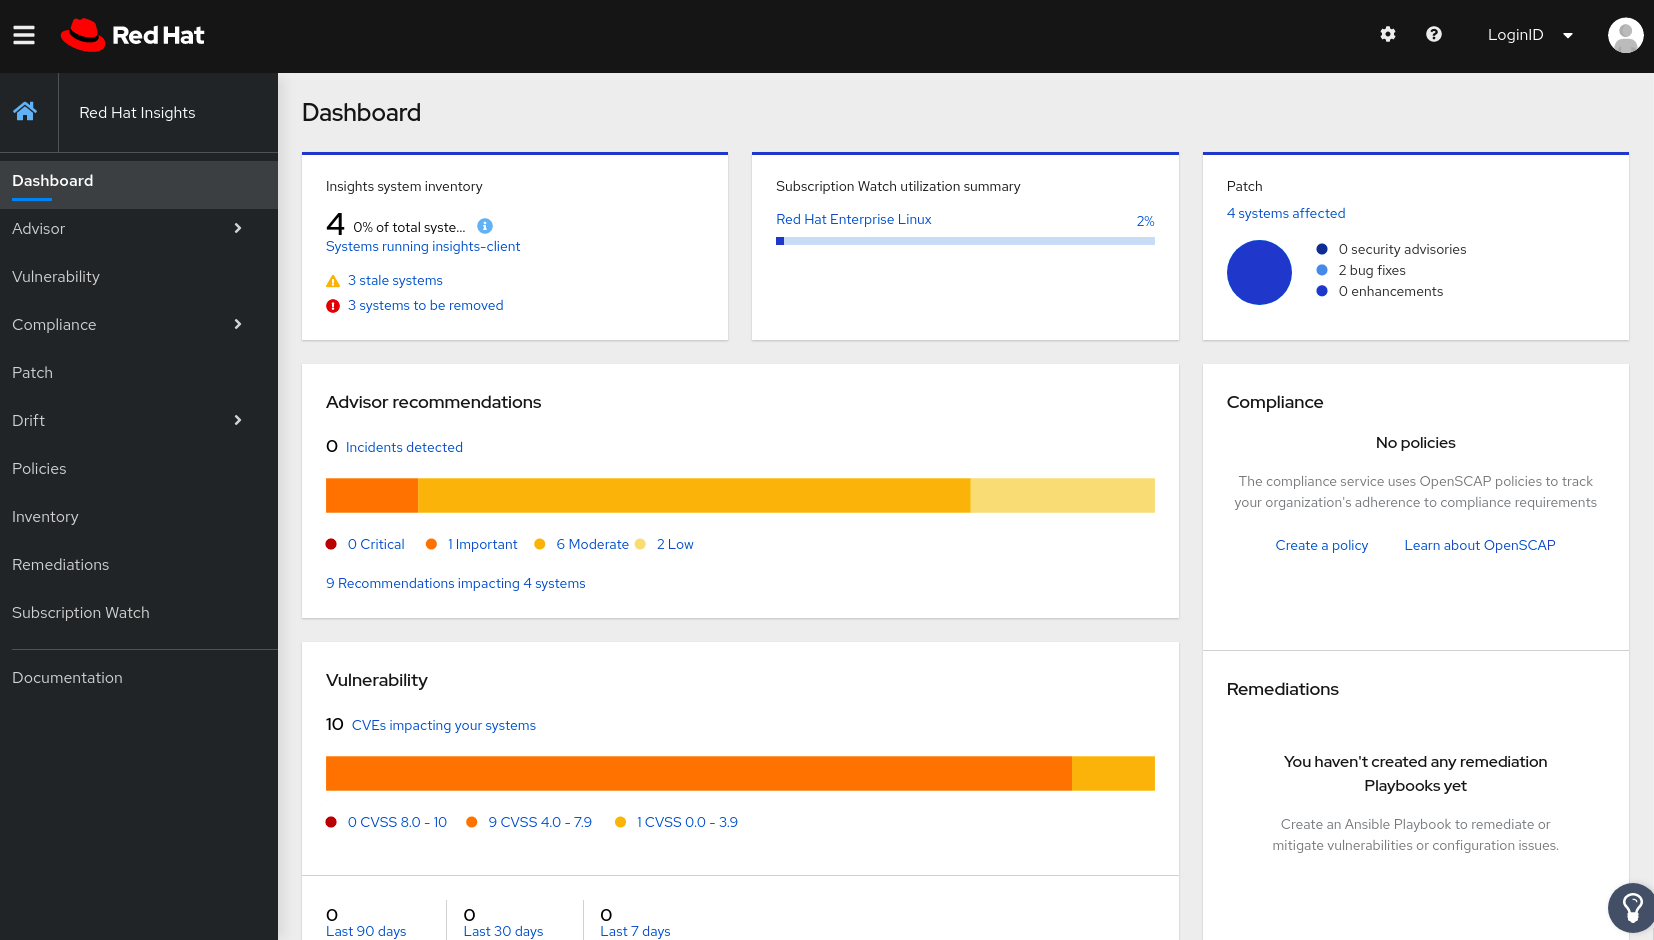 Red Hat
LoginID
Red Hat Insights
Dashboard
Advisor
Vulnerability
Compliance
Patch
Drift
Policies
Inventory
Remediations
Subscription Watch
Documentation
Dashboard
Insights system inventory
4 0% of total syste...
Systems running insights-client
3 stale systems
3 systems to be removed
Subscription Watch utilization summary
Red Hat Enterprise Linux 2%
Patch
4 systems affected
0 security advisories
2 bug fixes
0 enhancements
Advisor recommendations
0 Incidents detected
0 Critical 1 Important 6 Moderate 2 Low
9 Recommendations impacting 4 systems
Compliance
No policies
The compliance service uses OpenSCAP policies to track
your organization's adherence to compliance requirements
Create a policy Learn about OpenSCAP
Vulnerability
10 CVEs impacting your systems
0 CVSS 8.0 - 10 9 CVSS 4.0 - 7.9 1 CVSS 0.0 - 3.9
0 0 0
Last 90 days Last 30 days Last 7 days
Remediations
You haven't created any remediation
Playbooks yet
Create an Ansible Playbook to remediate or
mitigate vulnerabilities or configuration issues.